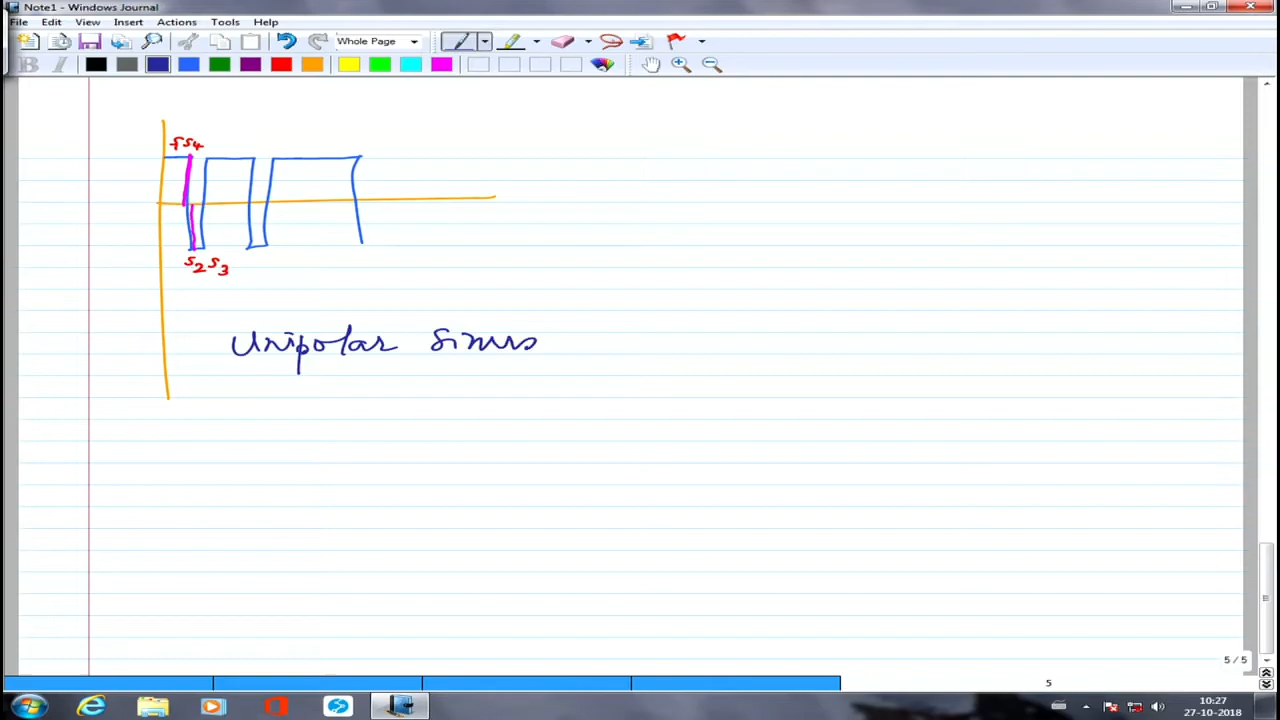 Note1 - Windows Journal
File Edit View Insert Actions Tools Help
Whole Page
B I
S4
S2 S3
Unipolar
5 / 5
5
10:27
27-10-2018